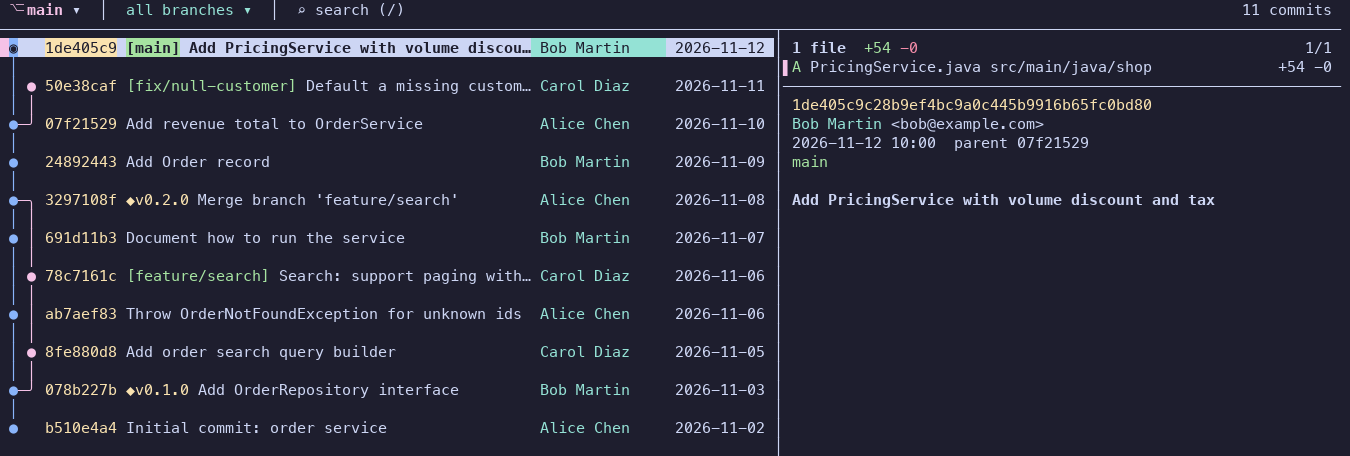 main ▾ │ all branches ▾ │ ⌕ search (/) 11 commits
1de405c9 [main] Add PricingService with volume discou… Bob Martin 2026-11-12
50e38caf [fix/null-customer] Default a missing custom… Carol Diaz 2026-11-11
07f21529 Add revenue total to OrderService Alice Chen 2026-11-10
24892443 Add Order record Bob Martin 2026-11-09
3297108f ◆v0.2.0 Merge branch 'feature/search' Alice Chen 2026-11-08
691d11b3 Document how to run the service Bob Martin 2026-11-07
78c7161c [feature/search] Search: support paging with… Carol Diaz 2026-11-06
ab7aef83 Throw OrderNotFoundException for unknown ids Alice Chen 2026-11-06
8fe880d8 Add order search query builder Carol Diaz 2026-11-05
078b227b ◆v0.1.0 Add OrderRepository interface Bob Martin 2026-11-03
b510e4a4 Initial commit: order service Alice Chen 2026-11-02
1 file +54 −0 1/1
A PricingService.java src/main/java/shop +54 −0
1de405c9c28b9ef4bc9a0c445b9916b65fc0bd80
Bob Martin <bob@example.com>
2026-11-12 10:00 parent 07f21529
main
Add PricingService with volume discount and tax